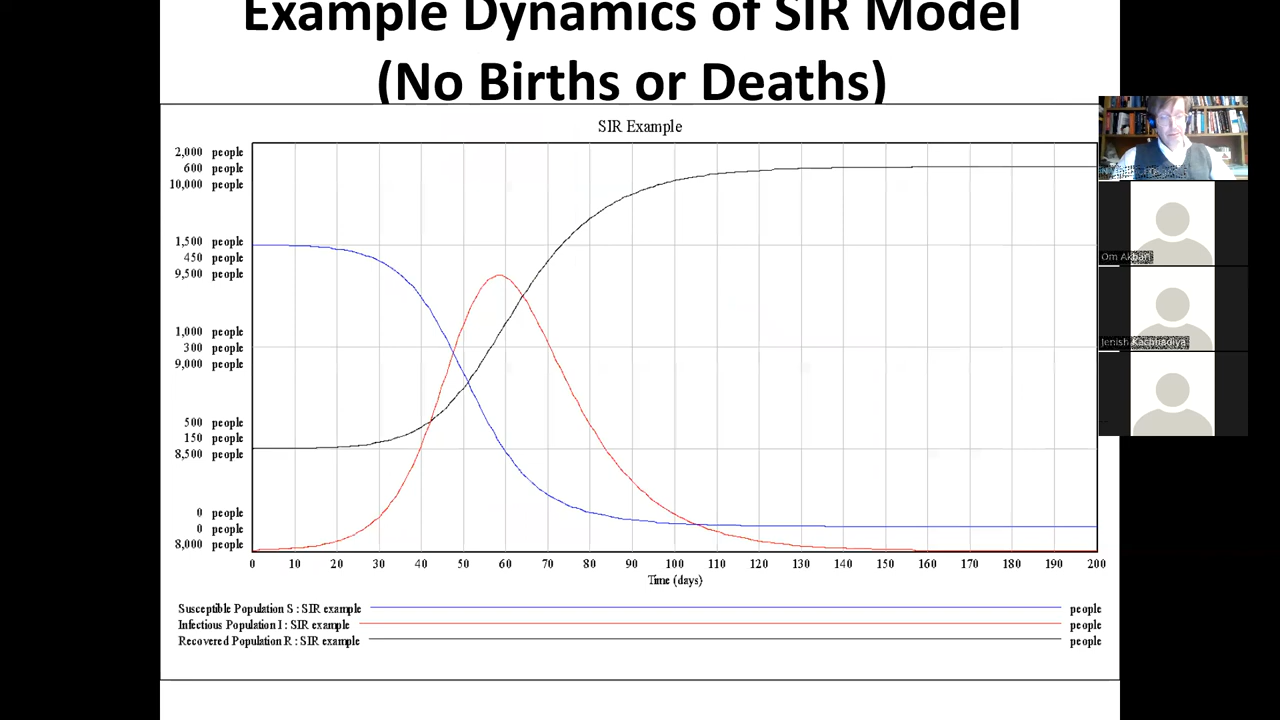 Example Dynamics of SIR Model
(No Births or Deaths)
SIR Example
2,000 people
600 people
10,000 people
1,500 people
450 people
9,500 people
1,000 people
300 people
9,000 people
500 people
150 people
8,500 people
0 people
0 people
8,000 people
0 10 20 30 40 50 60 70 80 90 100 110 120 130 140 150 160 170 180 190 200
Time (days)
Susceptible Population S : SIR example people
Infectious Population I : SIR example people
Recovered Population R : SIR example people
Om Akbari
Jenish Kachhadiya